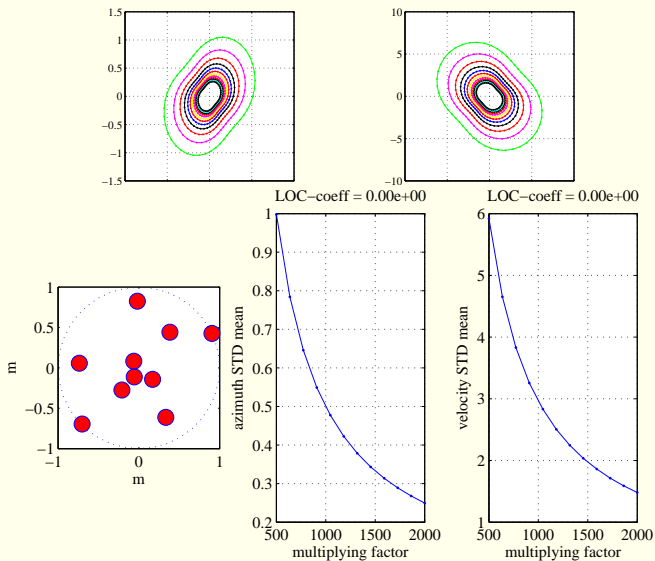 1.5
1
0.5
0
−0.5
−1
−1.5
10
5
0
−5
−10
LOC−coeff = 0.00e+00
1
0.9
0.8
0.7
0.6
0.5
0.4
0.3
0.2
azimuth STD mean
500 1000 1500 2000
multiplying factor
LOC−coeff = 0.00e+00
6
5
4
3
2
1
velocity STD mean
500 1000 1500 2000
multiplying factor
1
0.5
0
−0.5
−1
m
−1 0 1
m